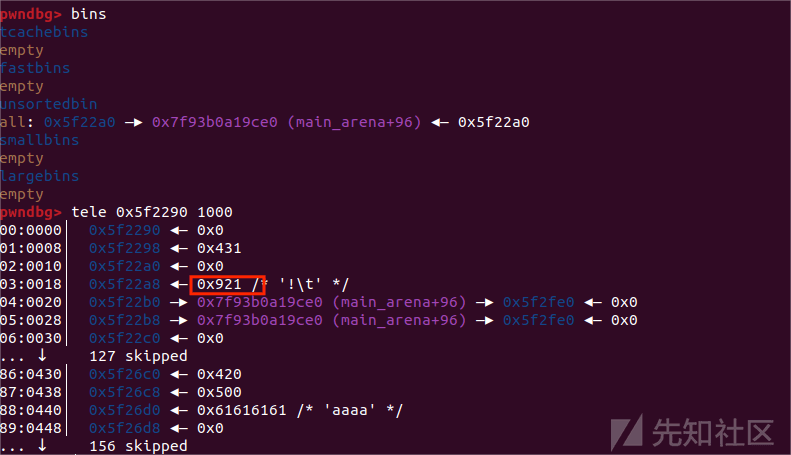 pwndbg> bins
tcachebins
empty
fastbins
empty
unsortedbin
all: 0x5f22a0 —▸ 0x7f93b0a19ce0 (main_arena+96) ◂— 0x5f22a0
smallbins
empty
largebins
empty
pwndbg> tele 0x5f2290 1000
00:0000│  0x5f2290 ◂— 0x0
01:0008│  0x5f2298 ◂— 0x431
02:0010│  0x5f22a0 ◂— 0x0
03:0018│  0x5f22a8 ◂— 0x921 /* '!\t' */
04:0020│  0x5f22b0 —▸ 0x7f93b0a19ce0 (main_arena+96) —▸ 0x5f2fe0 ◂— 0x0
05:0028│  0x5f22b8 —▸ 0x7f93b0a19ce0 (main_arena+96) —▸ 0x5f2fe0 ◂— 0x0
06:0030│  0x5f22c0 ◂— 0x0
... ↓     127 skipped
86:0430│  0x5f26c0 ◂— 0x420
87:0438│  0x5f26c8 ◂— 0x500
88:0440│  0x5f26d0 ◂— 0x61616161 /* 'aaaa' */
89:0448│  0x5f26d8 ◂— 0x0
... ↓     156 skipped
先知社区